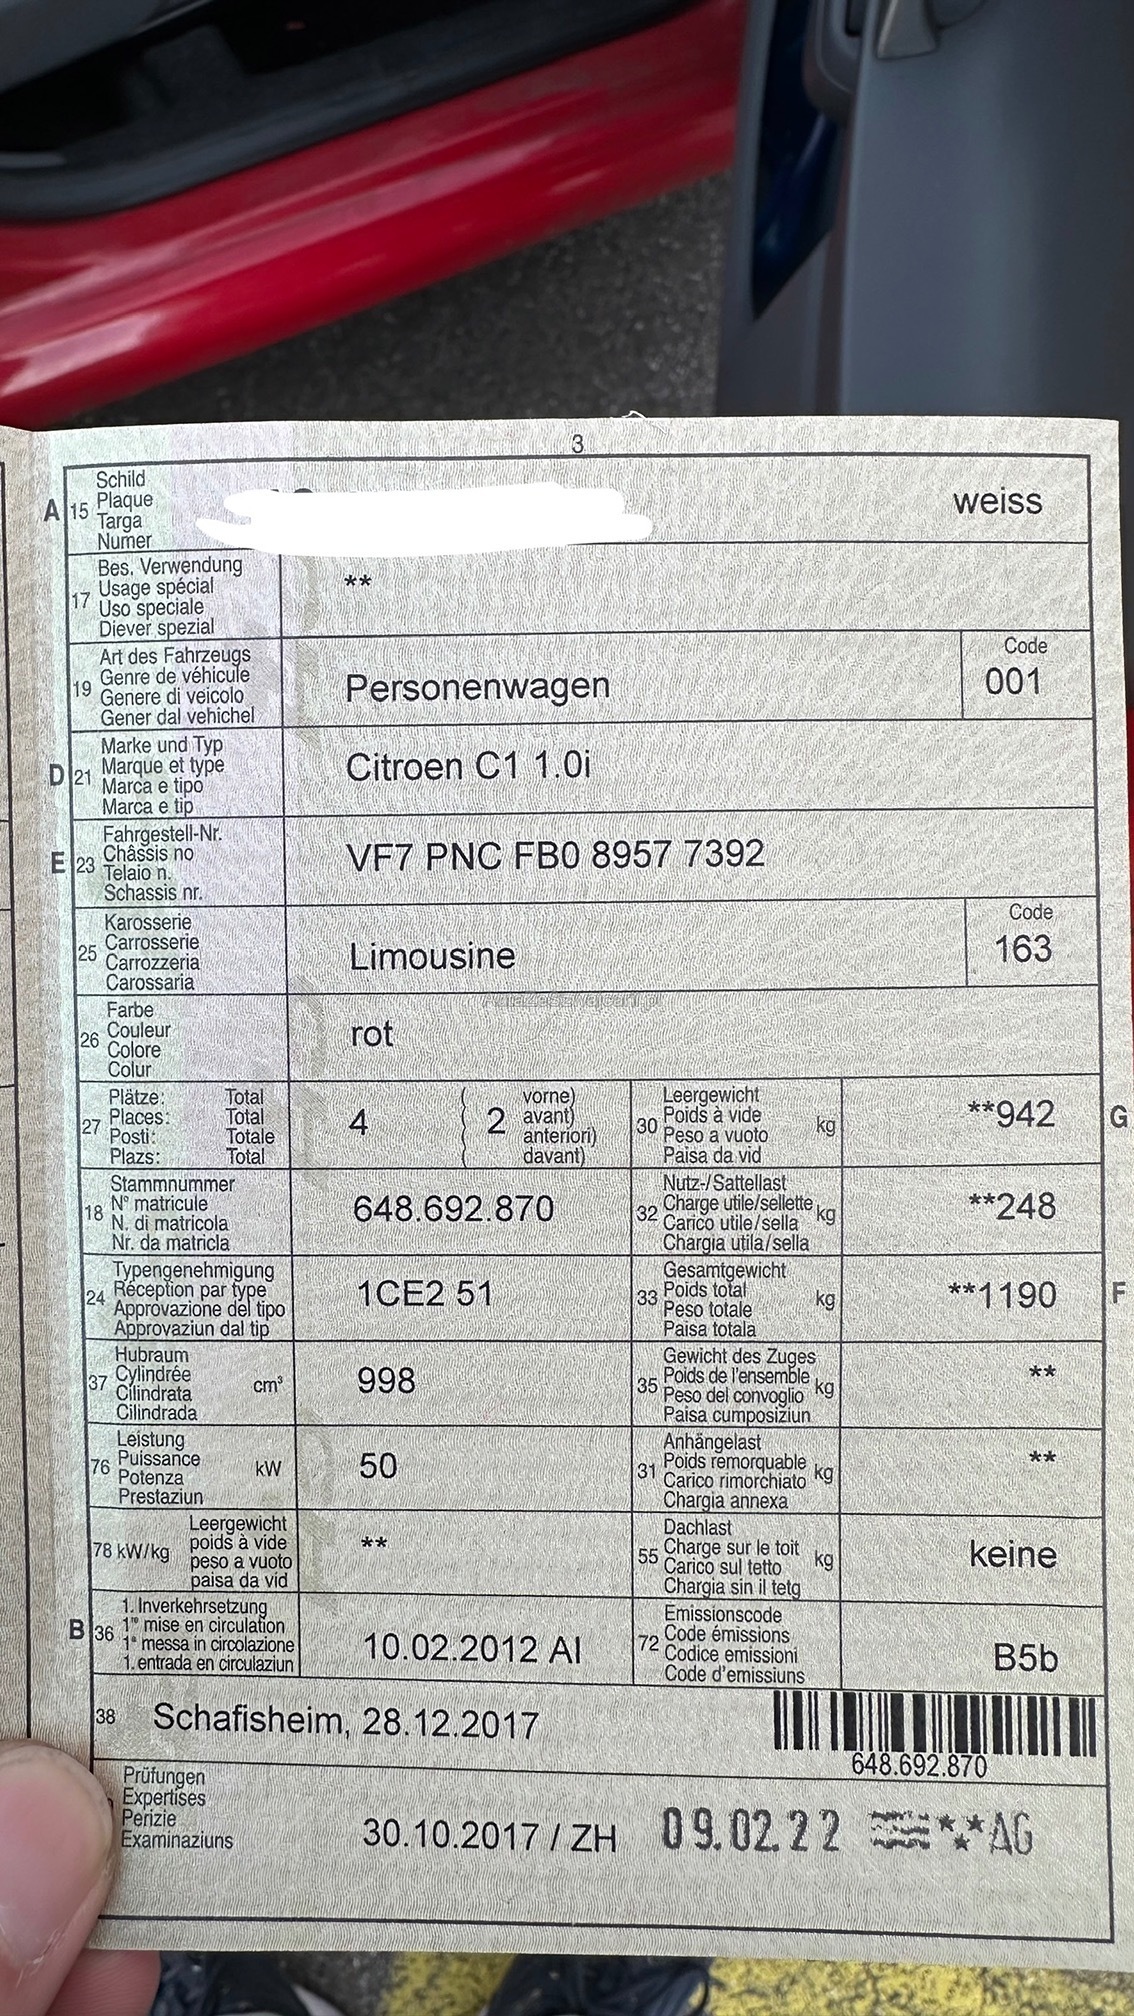 3
A 15 Schild weiss
Plaque
Targa
Numer
17 Bes. Verwendung **
Usage spécial
Uso speciale
Diever spezial
19 Art des Fahrzeugs Personenwagen Code 001
Genre de véhicule
Genere di veicolo
Gener dal vehichel
D 21 Marke und Typ Citroen C1 1.0i
Marque et type
Marca e tipo
Marca e tip
E 23 Fahrgestell-Nr. VF7 PNC FB0 8957 7392
Châssis no
Telaio n.
Schassis nr.
25 Karosserie Limousine Code 163
Carrosserie
Carrozzeria
Carossaria
26 Farbe rot
Couleur
Colore
Colur
27 Plätze: Total 4 ( 2 vorne)
Places: Total avant)
Posti: Totale anteriori)
Plazs: Total davant)
30 Leergewicht kg **942 G
Poids à vide
Peso a vuoto
Paisa da vid
18 Stammnummer 648.692.870
N° matricule
N. di matricola
Nr. da matricla
32 Nutz-/Sattellast kg **248
Charge utile/sellette
Carico utile/sella
Chargia utila/sella
24 Typengenehmigung 1CE2 51
Réception par type
Approvazione del tipo
Approvaziun dal tip
33 Gesamtgewicht kg **1190 F
Poids total
Peso totale
Paisa totala
37 Hubraum cm³ 998
Cylindrée
Cilindrata
Cilindrada
35 Gewicht des Zuges kg **
Poids de l'ensemble
Peso del convoglio
Paisa cumposiziun
76 Leistung kW 50
Puissance
Potenza
Prestaziun
31 Anhängelast kg **
Poids remorquable
Carico rimorchiato
Chargia annexa
78 kW/kg Leergewicht **
poids à vide
peso a vuoto
paisa da vid
55 Dachlast kg keine
Charge sur le toit
Carico sul tetto
Chargia sin il tetg
B 36 1. Inverkehrsetzung 10.02.2012 AI
1re mise en circulation
1a messa in circolazione
1. entrada en circulaziun
72 Emissionscode B5b
Code émissions
Codice emissioni
Code d'emissiuns
38 Schafisheim, 28.12.2017
648.692.870
Prüfungen 30.10.2017 / ZH 09.02.22 AG
Expertises
Perizie
Examinaziuns